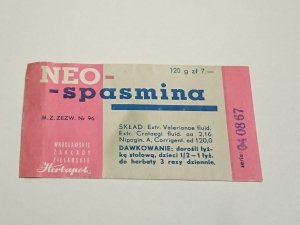 NEO-
-spasmina
120 g zł 7.—
M. Z. ZEZW. Nr 96
SKŁAD: Extr. Valerianae fluid.
Extr. Crataegi fluid. aa 2,16
Nipagin. A, Corrigent. ad 120,0
DAWKOWANIE: dorośli łyż-
kę stołową, dzieci 1/2—1 łyż.
do herbaty 3 razy dziennie.
WROCŁAWSKIE
ZAKŁADY
ZIELARSKIE
"Herbapol"
seria: 040867